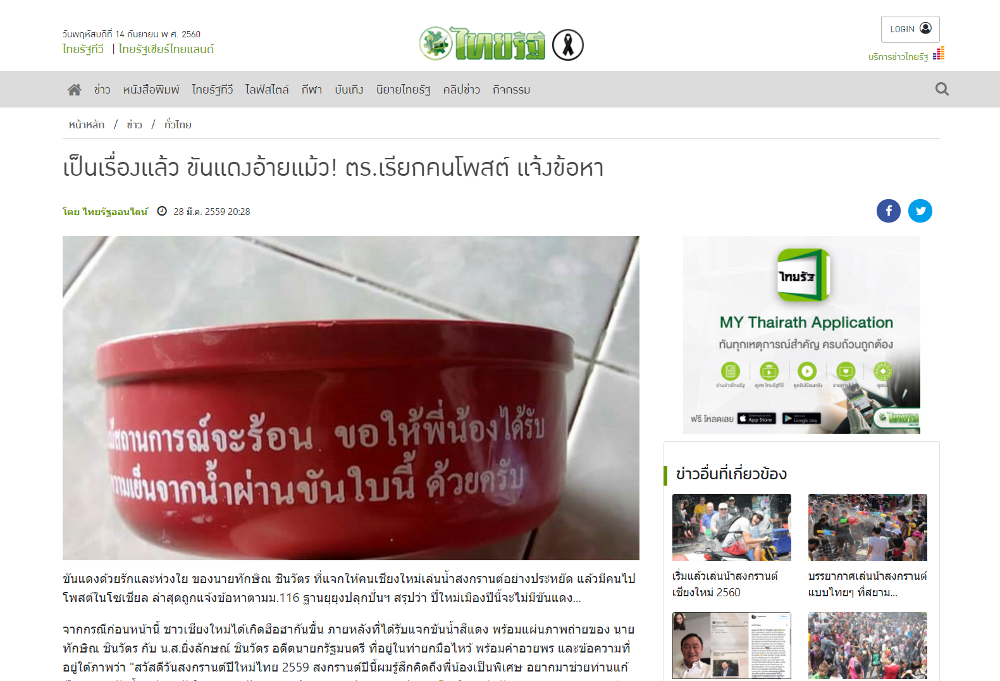 วันพฤหัสบดีที่ 14 กันยายน พ.ศ. 2560
ไทยรัฐทีวี | ไทยรัฐเชียร์ไทยแลนด์
ไทยรัฐ
LOGIN
บริการข่าวไทยรัฐ
ข่าว หนังสือพิมพ์ ไทยรัฐทีวี ไลฟ์สไตล์ กีฬา บันเทิง นิยายไทยรัฐ คลิปข่าว กิจกรรม
หน้าหลัก / ข่าว / ทั่วไทย
เป็นเรื่องแล้ว ขันแดงอ้ายแม้ว! ตร.เรียกคนโพสต์ แจ้งข้อหา
โดย ไทยรัฐออนไลน์ 28 มี.ค. 2559 20:28
สถานการณ์จะร้อน ขอให้พี่น้องได้รับ
ความเย็นจากน้ำผ่านขันใบนี้ ด้วยครับ
ขันแดงด้วยรักและห่วงใย ของนายทักษิณ ชินวัตร ที่แจกให้คนเชียงใหม่เล่นน้ำสงกรานต์อย่างประหยัด แล้วมีคนไป
โพสต์ในโซเชียล ล่าสุดถูกแจ้งข้อหาตามม.116 ฐานยุยุงปลุกปั่นฯ สรุปว่า ปี๋ใหม่เมืองปีนี้จะไม่มีขันแดง...
จากกรณีก่อนหน้านี้ ชาวเชียงใหม่ได้เกิดฮือฮากันขึ้น ภายหลังที่ได้รับแจกขันน้ำสีแดง พร้อมแผ่นภาพถ่ายของ นาย
ทักษิณ ชินวัตร กับ น.ส.ยิ่งลักษณ์ ชินวัตร อดีตนายกรัฐมนตรี ที่อยู่ในท่ายกมือไหว้ พร้อมคำอวยพร และข้อความที่
อยู่ใต้ภาพว่า "สวัสดีวันสงกรานต์ปีใหม่ไทย 2559 สงกรานต์ปีนี้ผมรู้สึกคิดถึงพี่น้องเป็นพิเศษ อยากมาช่วยท่านแก้
ไทยรัฐ
MY Thairath Application
ทันทุกเหตุการณ์สำคัญ ครบถ้วนถูกต้อง
อ่านข่าวไทยรัฐ ดูสด ไทยรัฐทีวี ดูคลิปย้อนหลัง
ฟรี โหลดเลย App Store Google play
ไทยรัฐ
ข่าวอื่นที่เกี่ยวข้อง
เริ่มแล้วเล่นน้ำสงกรานต์
เชียงใหม่ 2560
บรรยากาศเล่นน้ำสงกรานต์
แบบไทยๆ ที่สยาม...